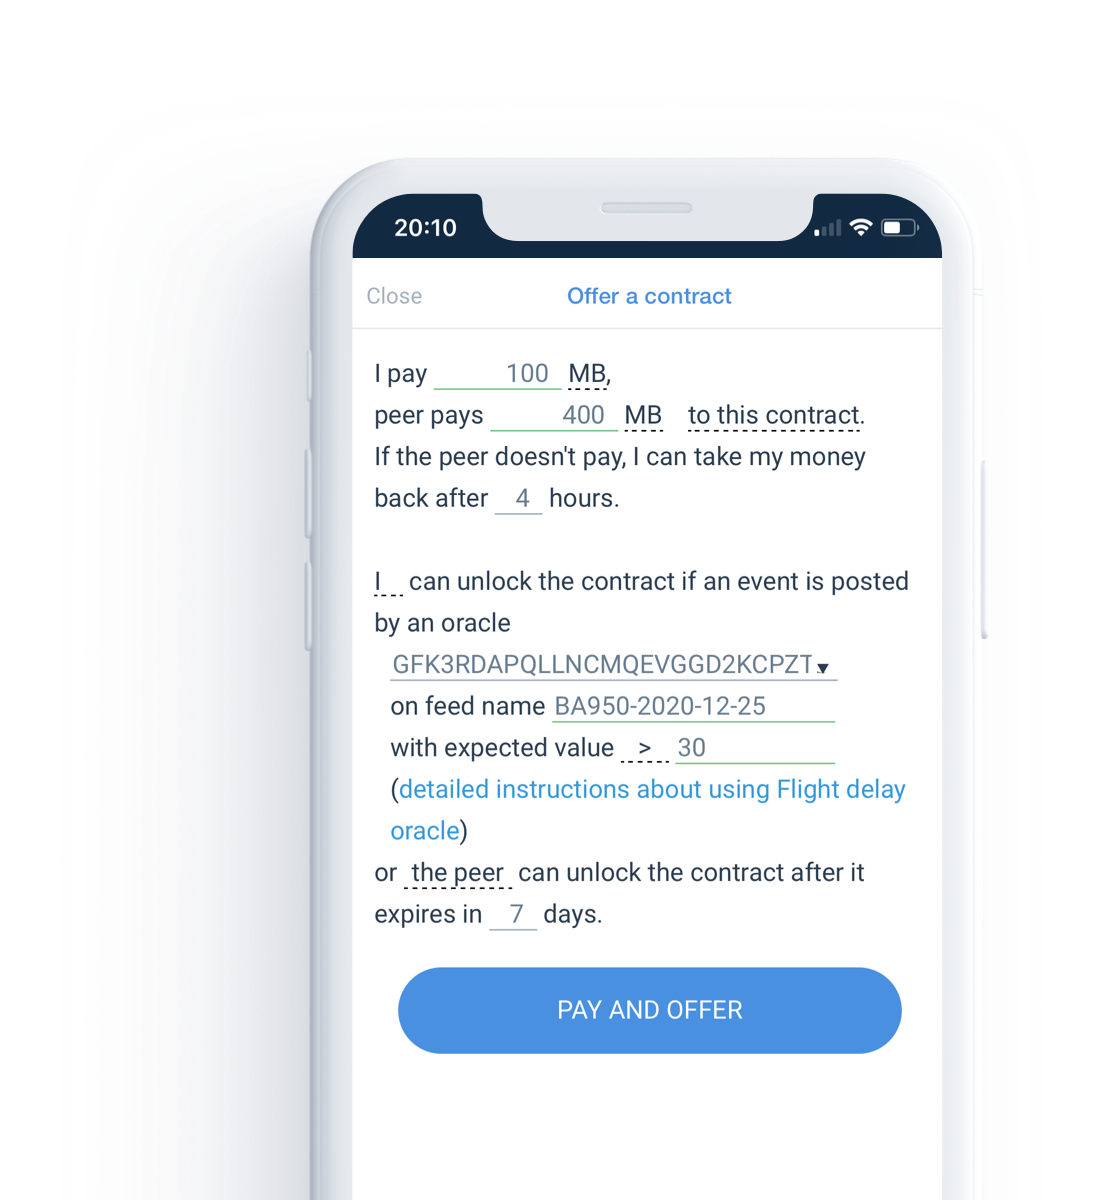 20:10
Close Offer a contract
I pay 100 MB,
peer pays 400 MB to this contract.
If the peer doesn't pay, I can take my money
back after 4 hours.
I can unlock the contract if an event is posted
by an oracle
GFK3RDAPQLLNCMQEVGGD2KCPZT
on feed name BA950-2020-12-25
with expected value > 30
(detailed instructions about using Flight delay
oracle)
or the peer can unlock the contract after it
expires in 7 days.
PAY AND OFFER